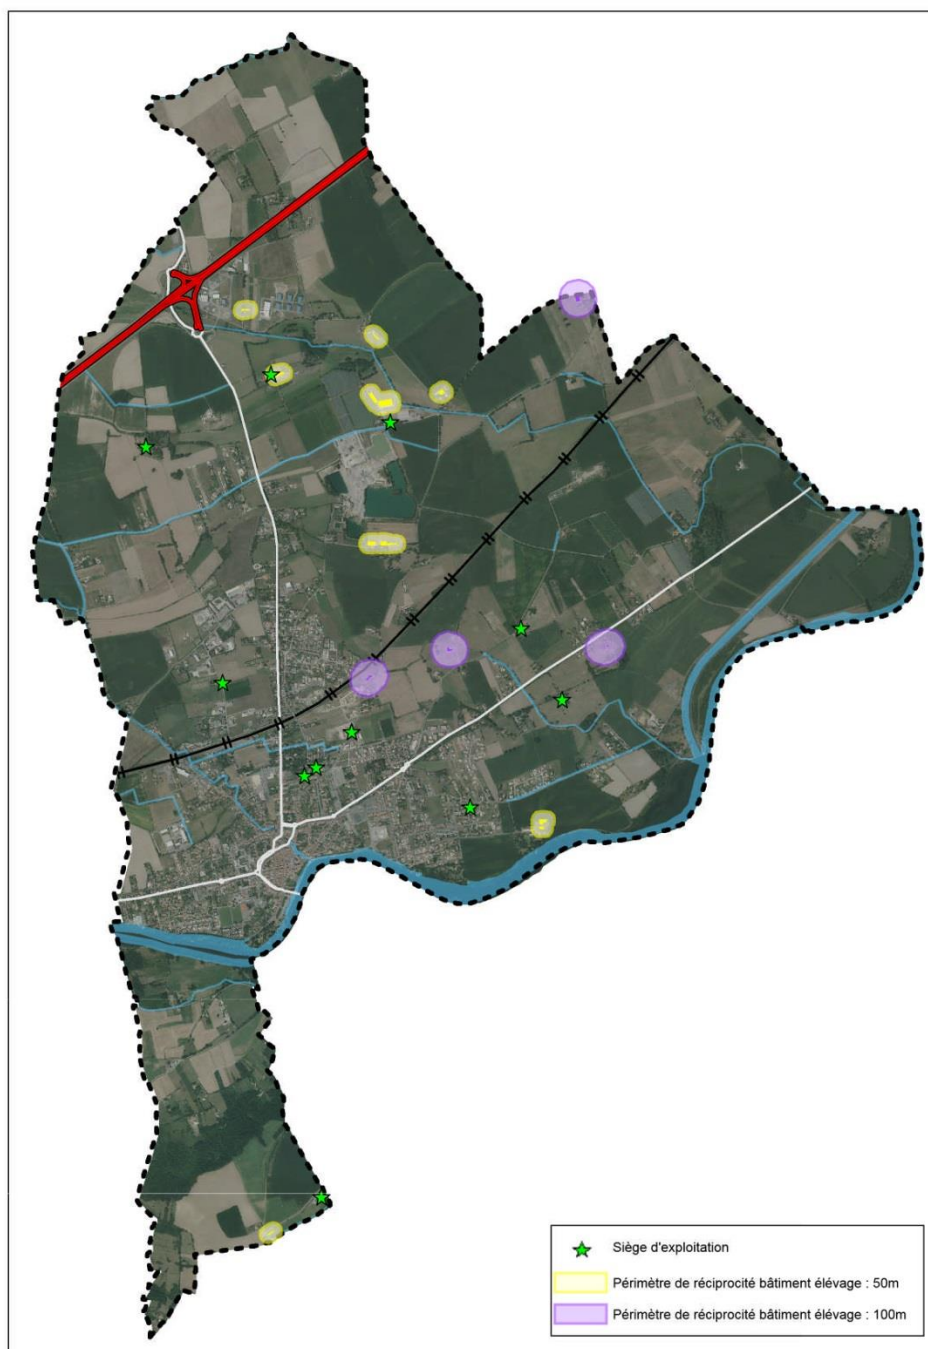 Siège d'exploitation
Périmètre de réciprocité bâtiment élévage : 50m
Périmètre de réciprocité bâtiment élévage : 100m